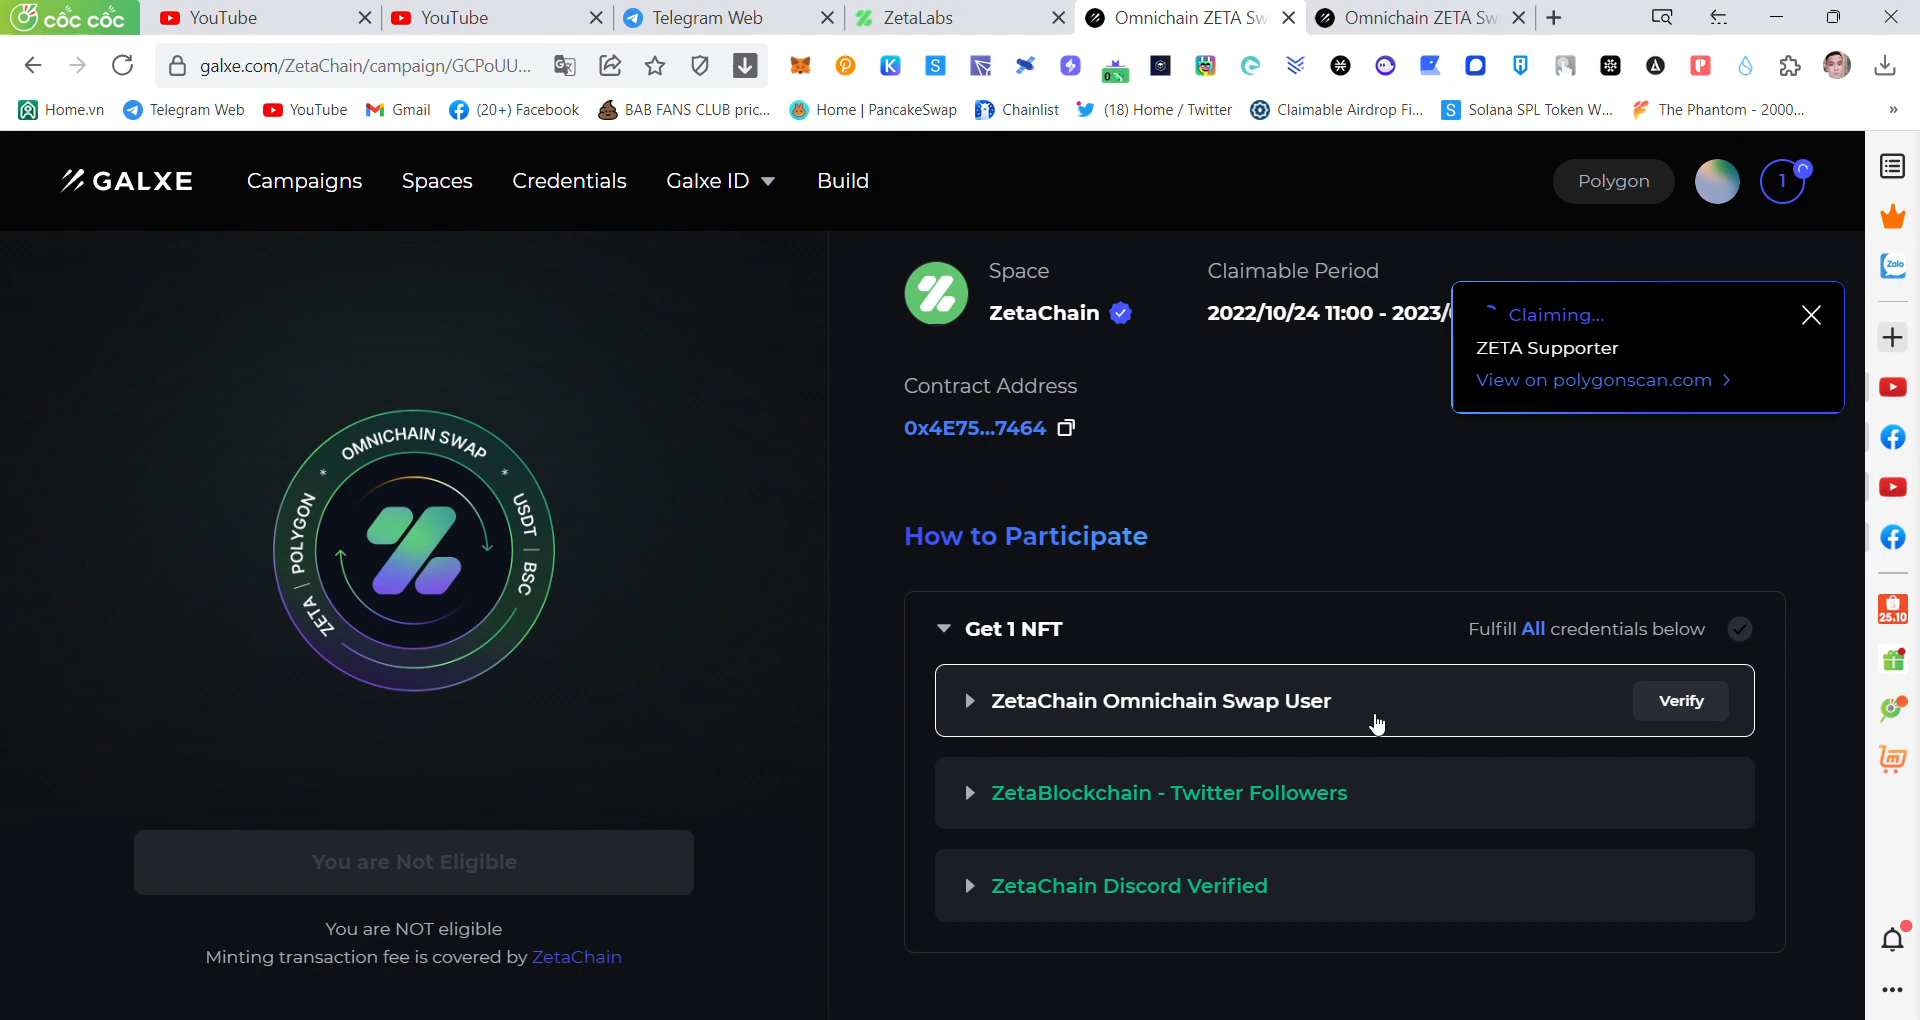 cốc cốc
YouTube
YouTube
Telegram Web
ZetaLabs
Omnichain ZETA Sw
Omnichain ZETA Sw
galxe.com/ZetaChain/campaign/GCPoUU...
Home.vn
Telegram Web
YouTube
Gmail
(20+) Facebook
BAB FANS CLUB pric...
Home | PancakeSwap
Chainlist
(18) Home / Twitter
Claimable Airdrop Fi...
Solana SPL Token W...
The Phantom - 2000...
»
GALXE
Campaigns
Spaces
Credentials
Galxe ID
Build
Polygon
1
Space
ZetaChain
Claimable Period
2022/10/24 11:00 - 2023/
Claiming...
ZETA Supporter
View on polygonscan.com >
Contract Address
0x4E75...7464
OMNICHAIN SWAP * USDT | BSC
ZETA | POLYGON *
How to Participate
Get 1 NFT
Fulfill All credentials below
ZetaChain Omnichain Swap User
Verify
ZetaBlockchain - Twitter Followers
ZetaChain Discord Verified
You are Not Eligible
You are NOT eligible
Minting transaction fee is covered by ZetaChain
Zalo
25.10